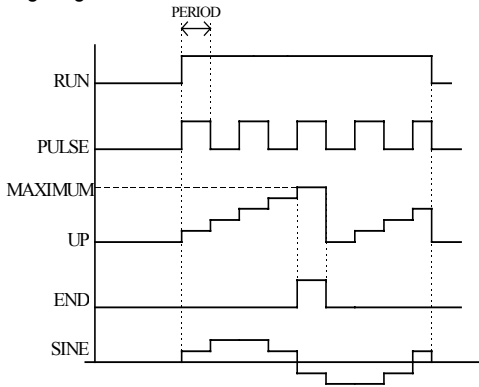 PERIOD
RUN
PULSE
MAXIMUM
UP
END
SINE